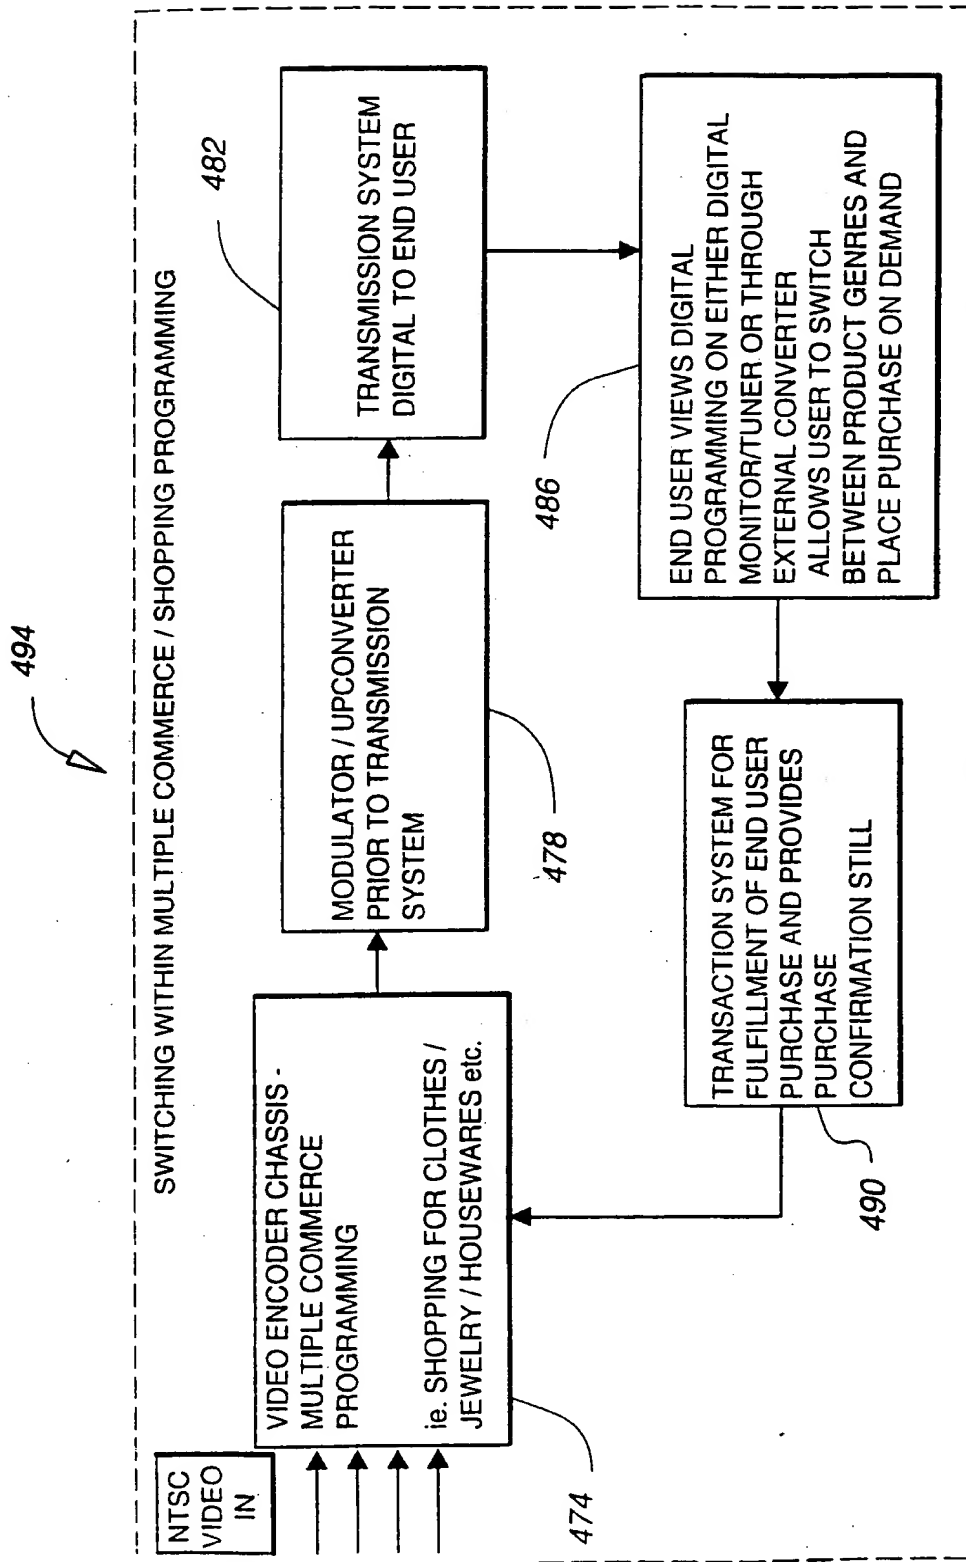 494
SWITCHING WITHIN MULTIPLE COMMERCE / SHOPPING PROGRAMMING
NTSC
VIDEO
IN
VIDEO ENCODER CHASSIS -
MULTIPLE COMMERCE
PROGRAMMING
ie. SHOPPING FOR CLOTHES /
JEWELRY / HOUSEWARES etc.
474
MODULATOR / UPCONVERTER
PRIOR TO TRANSMISSION
SYSTEM
478
TRANSMISSION SYSTEM
DIGITAL TO END USER
482
END USER VIEWS DIGITAL
PROGRAMMING ON EITHER DIGITAL
MONITOR/TUNER OR THROUGH
EXTERNAL CONVERTER
ALLOWS USER TO SWITCH
BETWEEN PRODUCT GENRES AND
PLACE PURCHASE ON DEMAND
486
TRANSACTION SYSTEM FOR
FULFILLMENT OF END USER
PURCHASE AND PROVIDES
PURCHASE
CONFIRMATION STILL
490